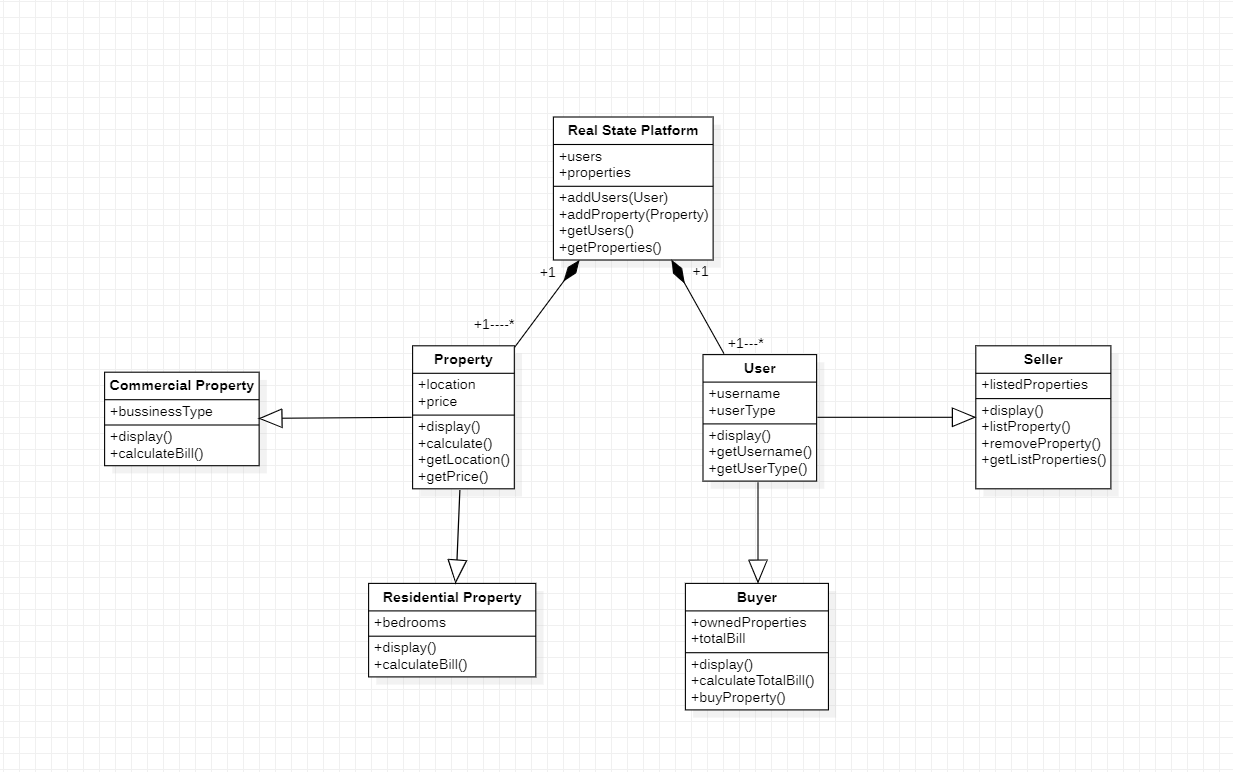 Real State Platform
+users
+properties
+addUsers(User)
+addProperty(Property)
+getUsers()
+getProperties()
+1
+1
+1----*
+1---*
Commercial Property
+bussinessType
+display()
+calculateBill()
Property
+location
+price
+display()
+calculate()
+getLocation()
+getPrice()
User
+username
+userType
+display()
+getUsername()
+getUserType()
Seller
+listedProperties
+display()
+listProperty()
+removeProperty()
+getListProperties()
Residential Property
+bedrooms
+display()
+calculateBill()
Buyer
+ownedProperties
+totalBill
+display()
+calculateTotalBill()
+buyProperty()